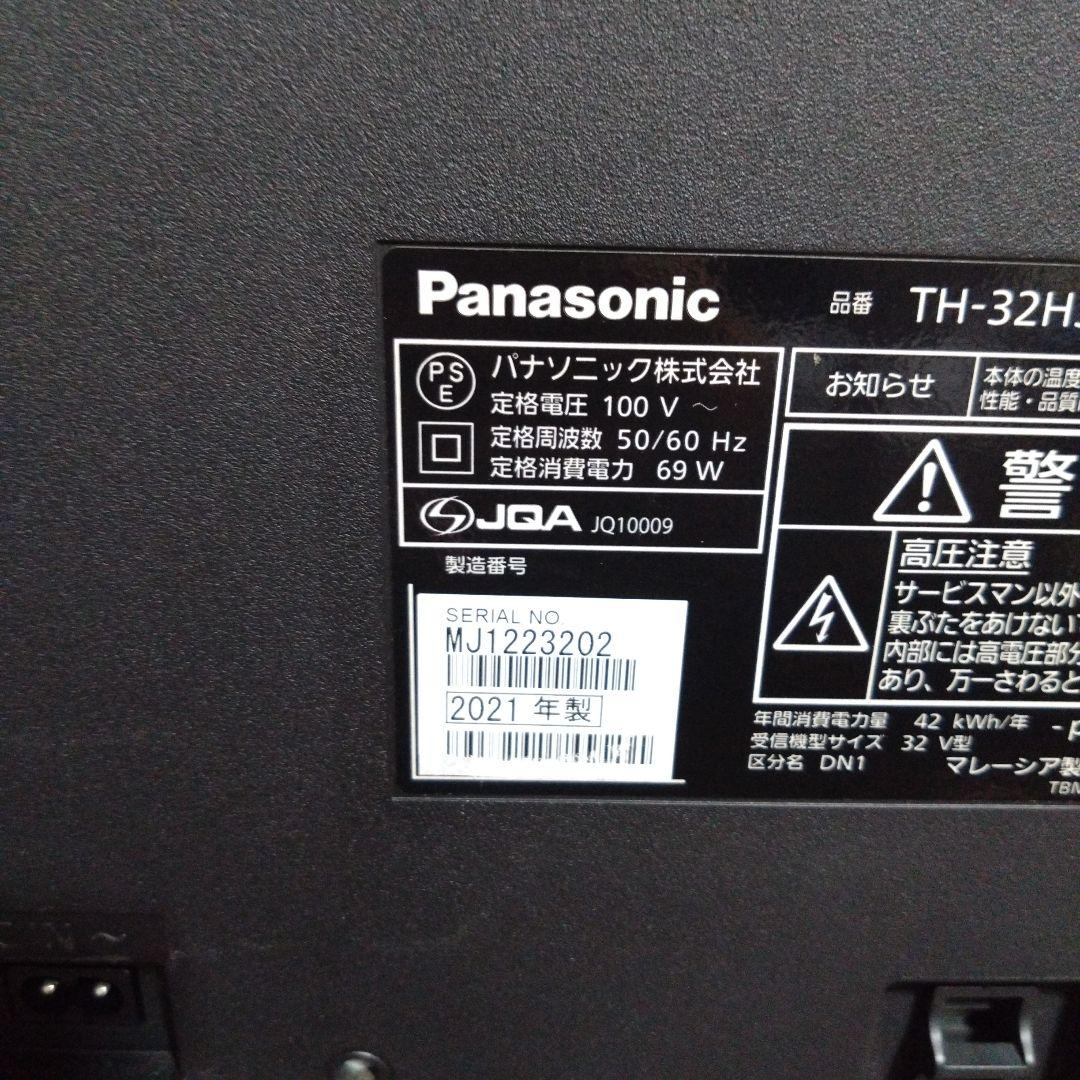 Panasonic
品番 TH-32H
PS
E
パナソニック株式会社
定格電圧 100 V ～
定格周波数 50/60 Hz
定格消費電力 69 W
JQA JQ10009
製造番号
SERIAL NO.
MJ1223202
2021 年製
お知らせ
本体の温度
性能・品質
警
高圧注意
サービスマン以外
裏ぶたをあけない
内部には高電圧部分
あり、万一さわると
年間消費電力量 42 kWh/年
受信機型サイズ 32 V型
区分名 DN1
マレーシア製
TBM
N ～